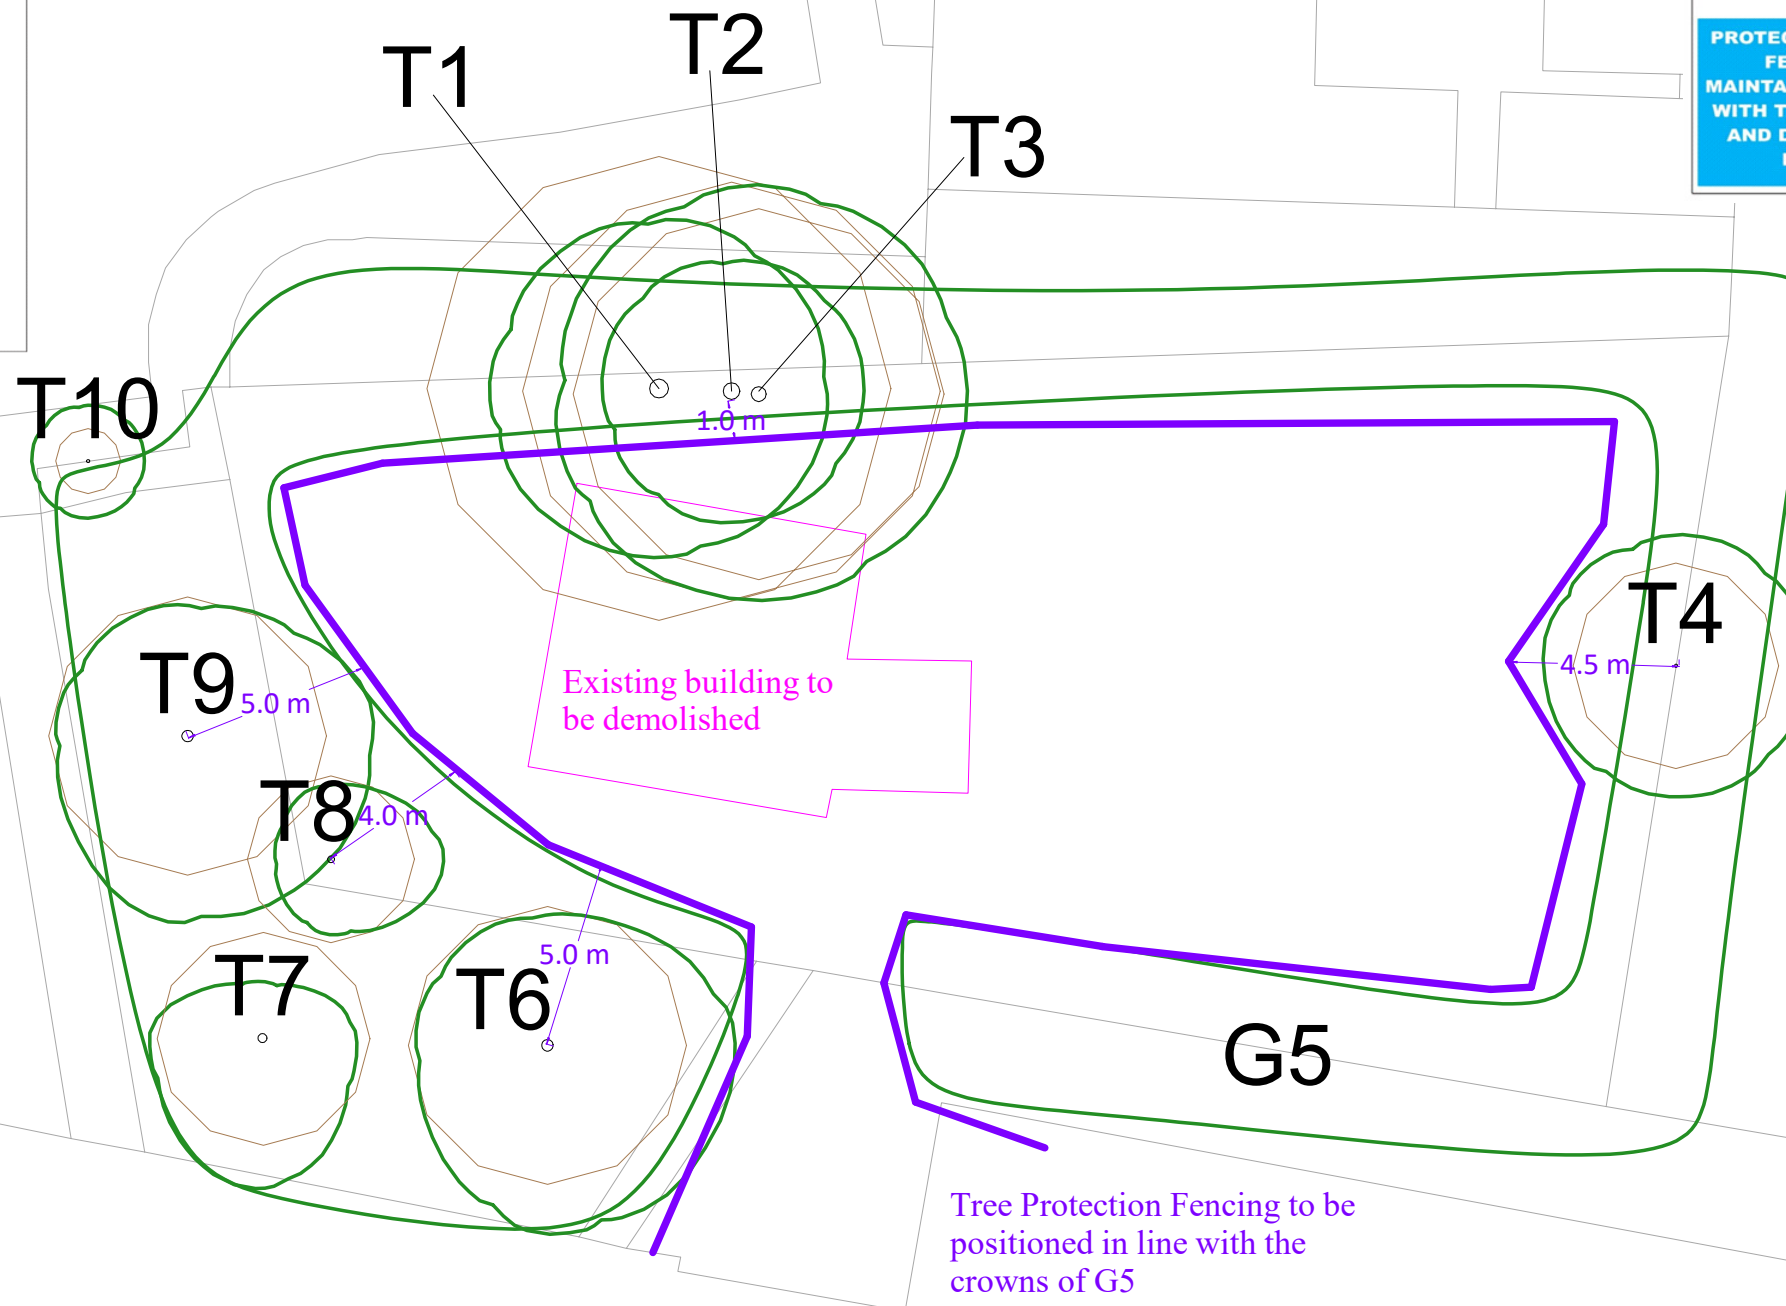 T1
T2
T3
PROTEC
FE
MAINTA
WITH T
AND D
T10
1.0 m
T4
4.5 m
T9
5.0 m
Existing building to
be demolished
T8
4.0 m
5.0 m
T7
T6
G5
Tree Protection Fencing to be
positioned in line with the
crowns of G5